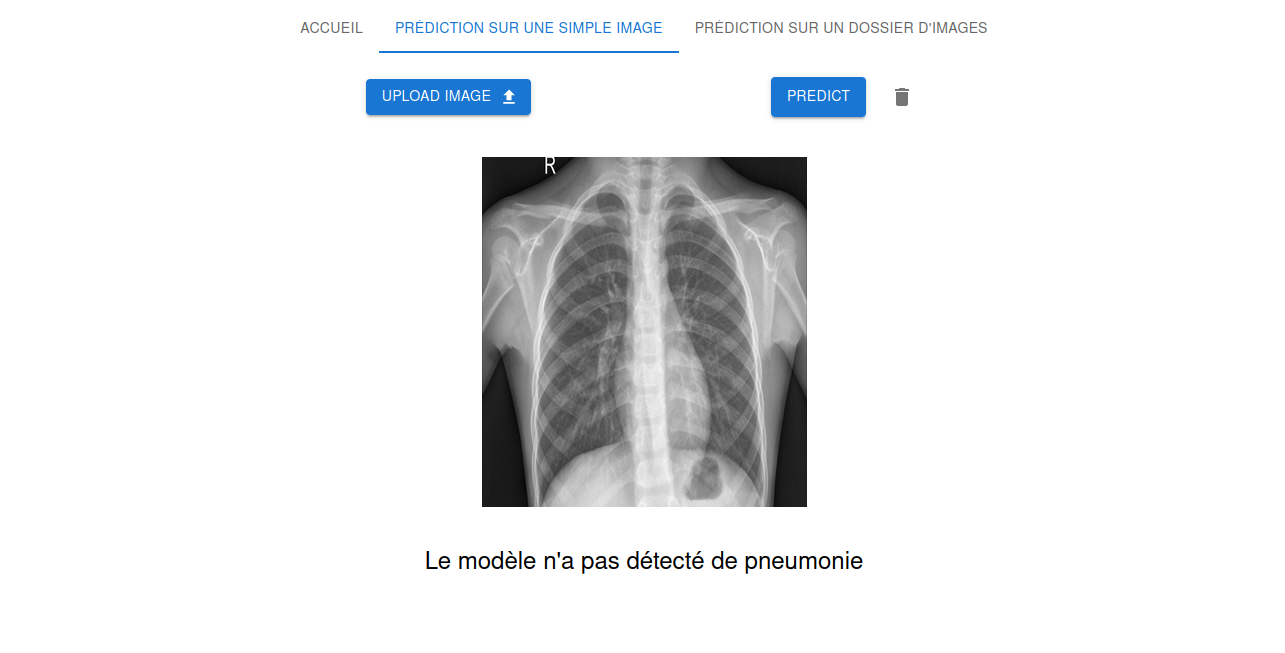 ACCUEIL PRÉDICTION SUR UNE SIMPLE IMAGE PRÉDICTION SUR UN DOSSIER D'IMAGES
UPLOAD IMAGE PREDICT
R
Le modèle n'a pas détecté de pneumonie